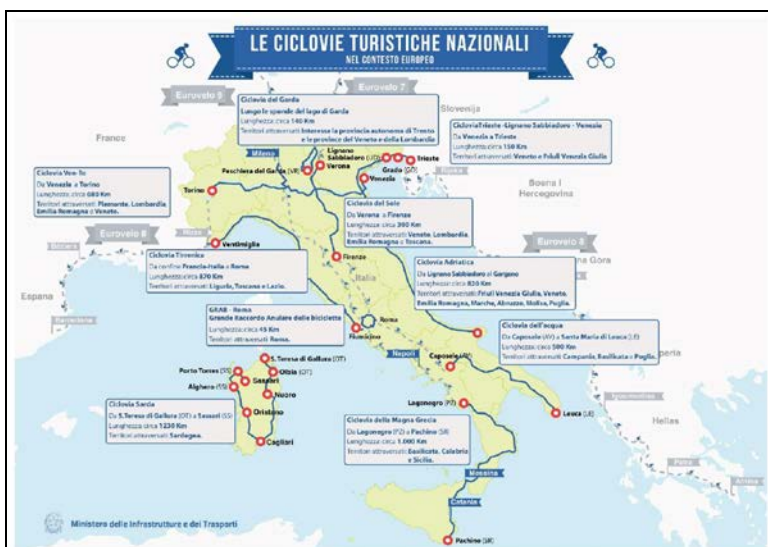 LE CICLOVIE TURISTICHE NAZIONALI
NEL CONTESTO EUROPEO
Eurovelo 7
Slovenija
France
Ciclovia del Garda
Lungo le sponde del lago di Garda
Lunghezza: circa 140 Km
Territori attraversati: Interessa la provincia autonoma di Trento
e le province del Veneto e della Lombardia
CicloviaTrieste -Lignano Sabbiadoro - Venezia
Da Venezia a Trieste
Lunghezza: circa 150 Km
Territori attraversati: Veneto e Friuli Venezia Giulia
Milano
Lignano
Sabbiadoro (UD)
Verona
Peschiera del Garda (VR)
Trieste
Grado (GO)
Venezia
Bosna I
Hercegovina
Ciclovia Ven-To
Da Venezia a Torino
Lunghezza: circa 680 Km
Territori attraversati: Piemonte, Lombardia
Emilia Romagna e Veneto.
Torino
Ciclovia del Sole
Da Verona a Firenze
Lunghezza circa 300 Km
Territori attraversati: Veneto, Lombardia,
Emilia Romagna e Toscana.
Eurovelo 8
Eurovelo 8
Gora
Ventimiglia
Firenze
Italia
Espana
Ciclovia Tirrenica
Da confine Francia-Italia a Roma
Lunghezza circa 870 Km
Territori attraversati: Liguria, Toscana e Lazio.
Ciclovia Adriatica
Da Lignano Sabbiadoro al Gargano
Lunghezza circa 820 Km
Territori attraversati: Friuli Venezia Giulia, Veneto,
Emilia Romagna, Marche, Abruzzo, Molise, Puglia.
GRAB - Roma
Grande Raccordo Anulare delle biciclette
Lunghezza: circa 45 Km
Territori attraversati: Roma.
Roma
Fiumicino
Ciclovia dell'acqua
Da Caposele (AV) a Santa Maria di Leuca (LE)
Lunghezza: circa 500 Km
Territori attraversati: Campania, Basilicata e Puglia.
Napoli
Caposele (AV)
S. Teresa di Gallura (OT)
Porto Torres (SS)
Olbia (OT)
Sassari
Alghero (SS)
Nuoro
Lagonegro (PZ)
Leuca (LE)
Hellas
Ciclovia Sarda
Da S.Teresa di Gallura (OT) a Sassari (SS)
Lunghezza circa 1230 Km
Territori attraversati: Sardegna.
Oristano
Cagliari
Ciclovia della Magna Grecia
Da Lagonegro (PZ) a Pachino (SR)
Lunghezza circa 1.000 Km
Territori attraversati: Basilicata, Calabria
e Sicilia.
Messina
Catania
Ministero delle Infrastrutture e dei Trasporti
Pachino (SR)